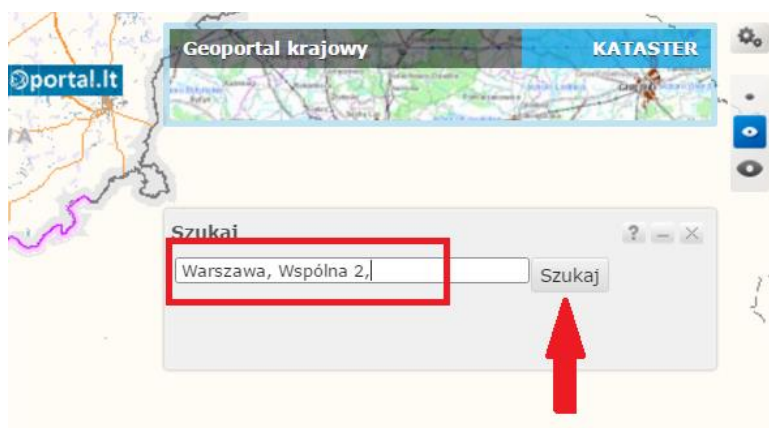 Geoportal krajowy
KATASTER
portal.lt
Szukaj
? – ×
Warszawa, Wspólna 2,
Szukaj